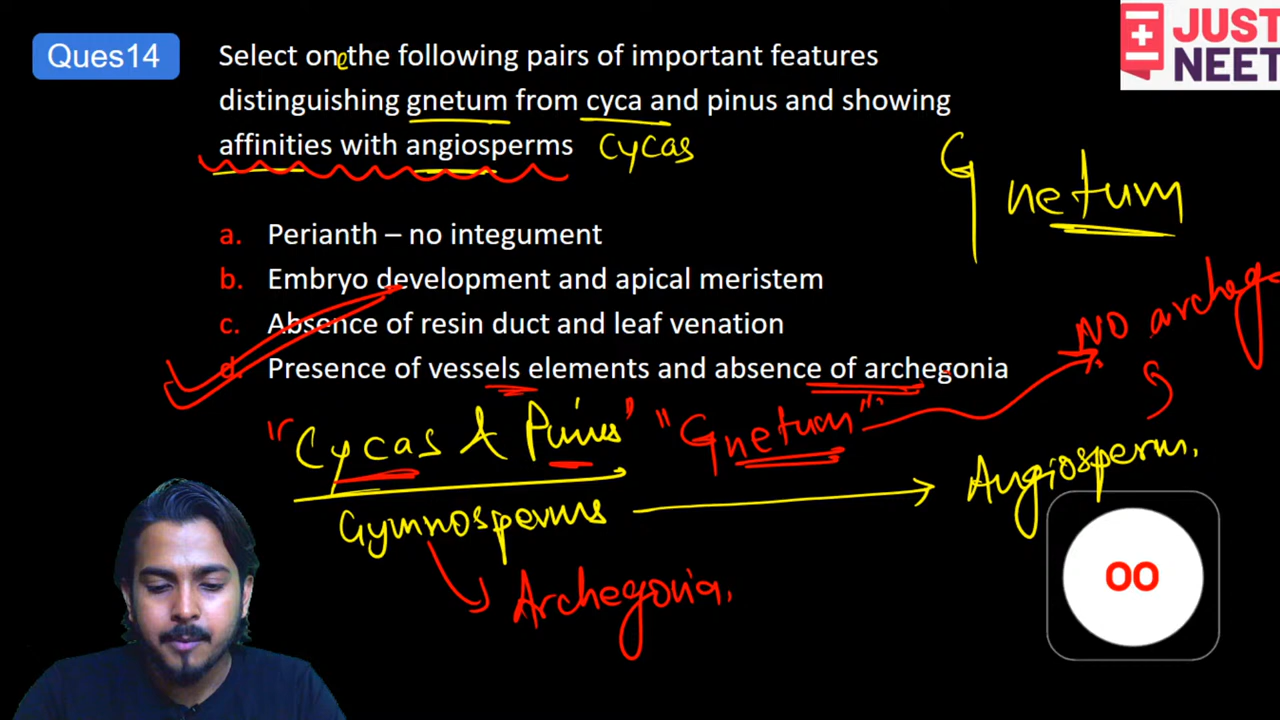 Ques14
JUST
NEET
Select one the following pairs of important features
distinguishing gnetum from cyca and pinus and showing
affinities with angiosperms
Cycas
Gnetum
a. Perianth – no integument
b. Embryo development and apical meristem
c. Absence of resin duct and leaf venation
d. Presence of vessels elements and absence of archegonia
NO archego
"Cycas & Pinus" "Gnetum"
Gymnosperms
Angiosperm.
Archegonia,
00